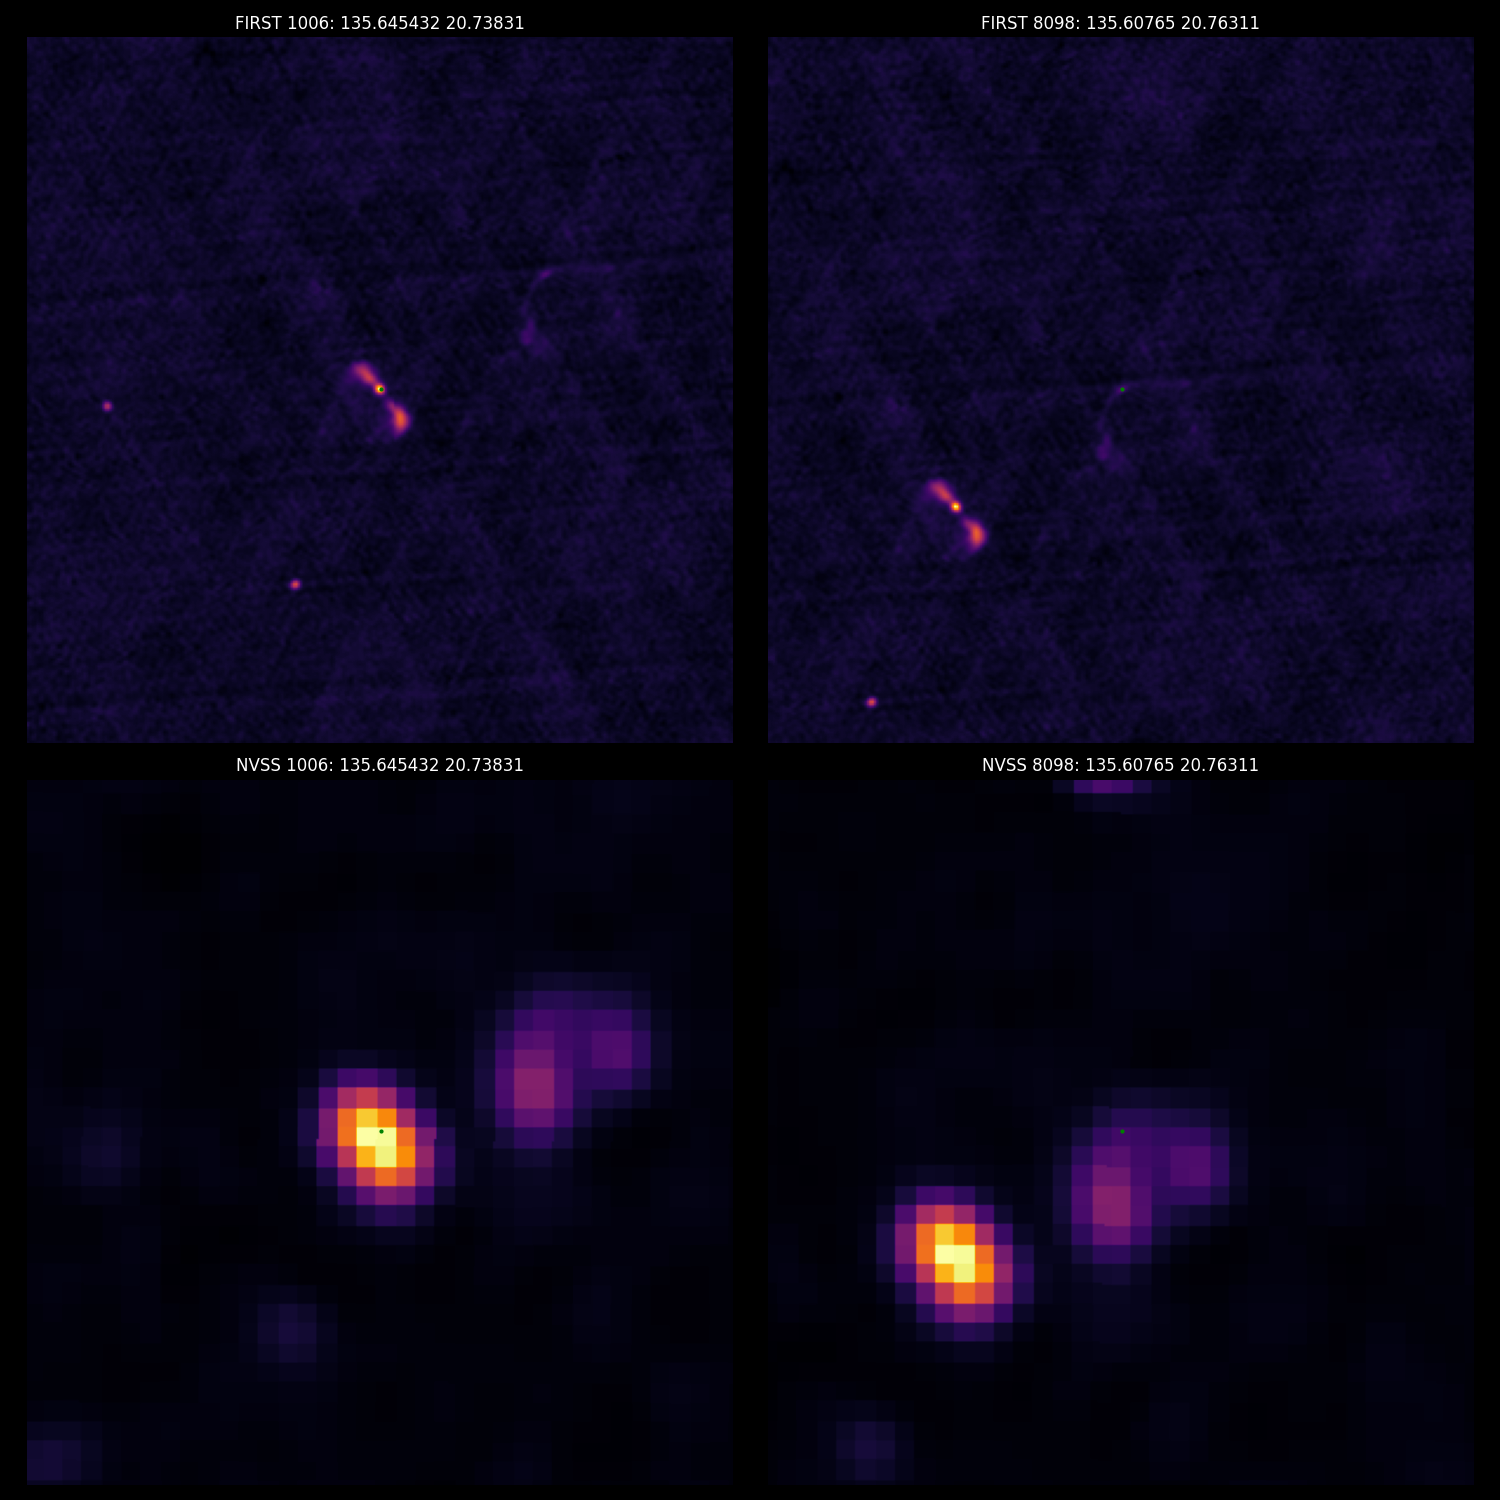 FIRST 1006: 135.645432 20.73831
FIRST 8098: 135.60765 20.76311
NVSS 1006: 135.645432 20.73831
NVSS 8098: 135.60765 20.76311